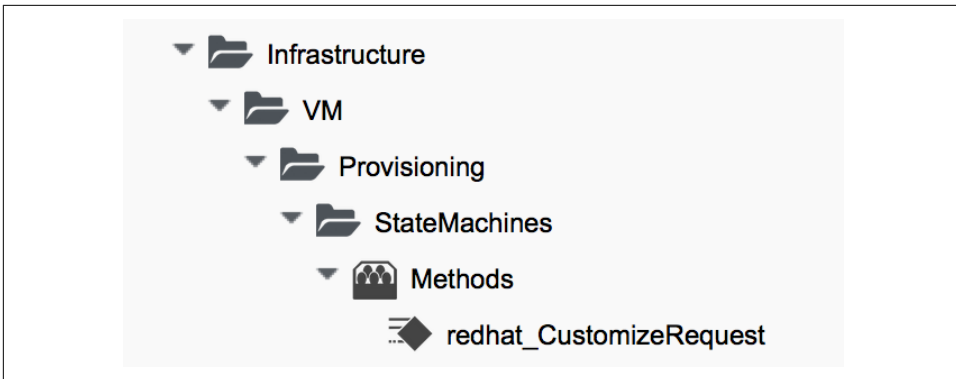 Infrastructure
VM
Provisioning
StateMachines
Methods
redhat_CustomizeRequest